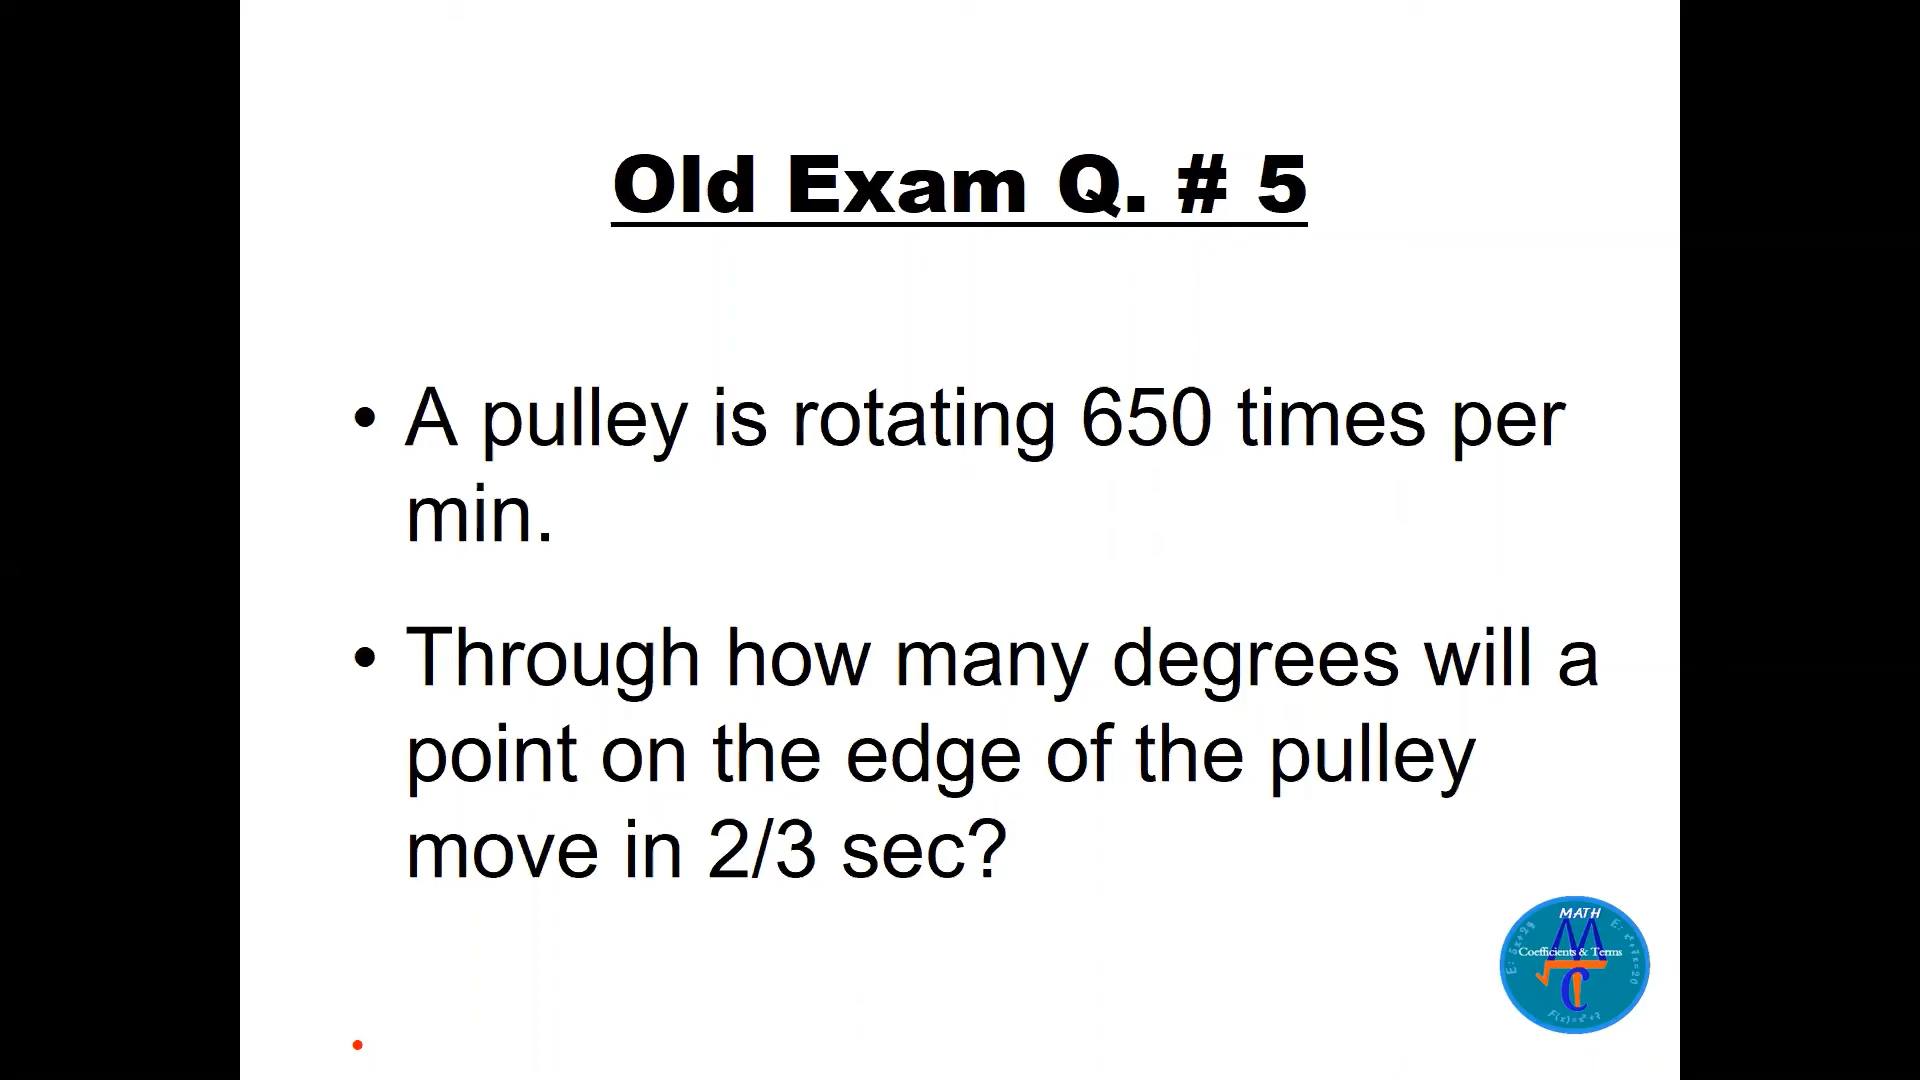 Old Exam Q. # 5
• A pulley is rotating 650 times per
min.
• Through how many degrees will a
point on the edge of the pulley
move in 2/3 sec?
MATH
Coefficients & Terms